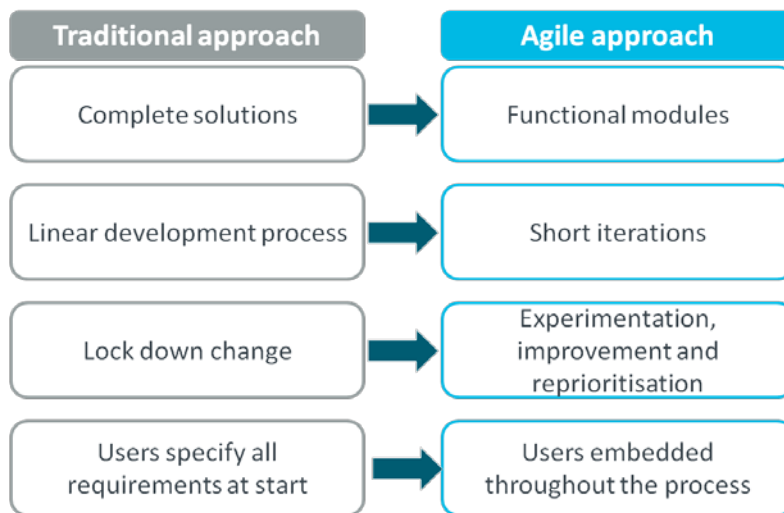 Traditional approach
Agile approach
Complete solutions
Functional modules
Linear development process
Short iterations
Lock down change
Experimentation,
improvement and
reprioritisation
Users specify all
requirements at start
Users embedded
throughout the process